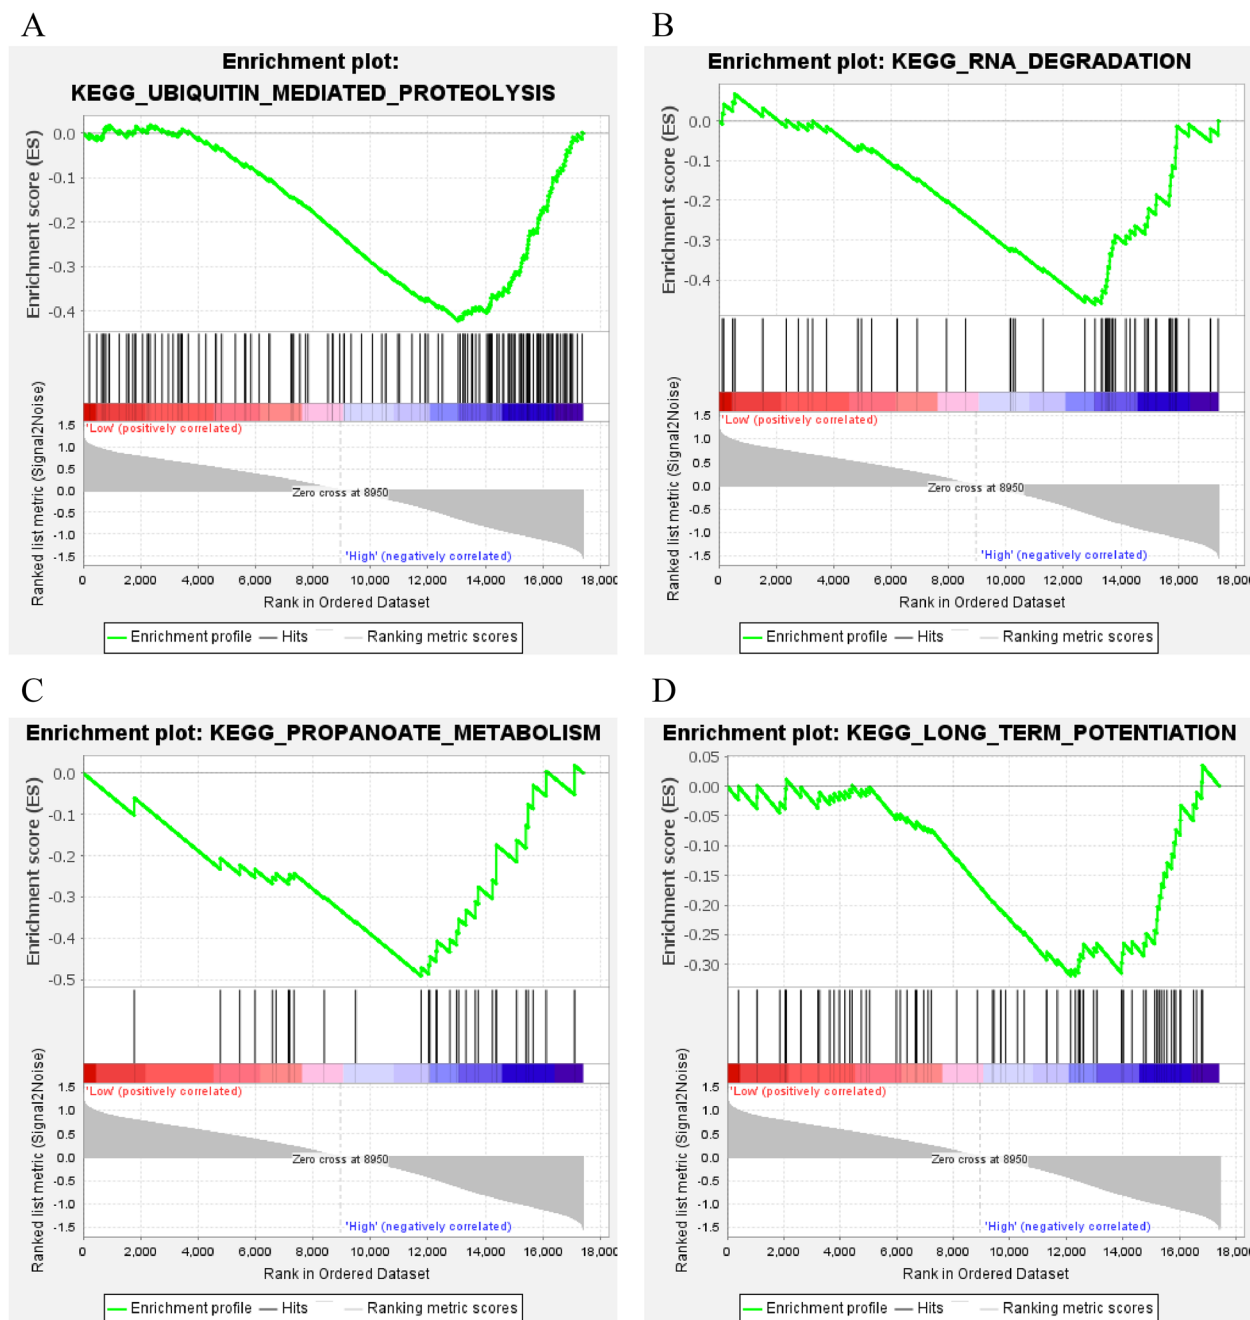 A
Enrichment plot:
KEGG_UBIQUITIN_MEDIATED_PROTEOLYSIS
Enrichment score (ES)
0.0
-0.1
-0.2
-0.3
-0.4
Ranked list metric (Signal2Noise)
1.5
1.0
0.5
0.0
-0.5
-1.0
-1.5
'Low' (positively correlated)
Zero cross at 8950
'High' (negatively correlated)
0 2,000 4,000 6,000 8,000 10,000 12,000 14,000 16,000 18,000
Rank in Ordered Dataset
Enrichment profile Hits Ranking metric scores
B
Enrichment plot: KEGG_RNA_DEGRADATION
Enrichment score (ES)
0.0
-0.1
-0.2
-0.3
-0.4
Ranked list metric (Signal2Noise)
1.5
1.0
0.5
0.0
-0.5
-1.0
-1.5
'Low' (positively correlated)
Zero cross at 8950
'High' (negatively correlated)
0 2,000 4,000 6,000 8,000 10,000 12,000 14,000 16,000 18,000
Rank in Ordered Dataset
Enrichment profile Hits Ranking metric scores
C
Enrichment plot: KEGG_PROPANOATE_METABOLISM
Enrichment score (ES)
0.0
-0.1
-0.2
-0.3
-0.4
-0.5
Ranked list metric (Signal2Noise)
1.5
1.0
0.5
0.0
-0.5
-1.0
-1.5
'Low' (positively correlated)
Zero cross at 8950
'High' (negatively correlated)
0 2,000 4,000 6,000 8,000 10,000 12,000 14,000 16,000 18,000
Rank in Ordered Dataset
Enrichment profile Hits Ranking metric scores
D
Enrichment plot: KEGG_LONG_TERM_POTENTIATION
Enrichment score (ES)
0.05
0.00
-0.05
-0.10
-0.15
-0.20
-0.25
-0.30
Ranked list metric (Signal2Noise)
1.5
1.0
0.5
0.0
-0.5
-1.0
-1.5
'Low' (positively correlated)
Zero cross at 8950
'High' (negatively correlated)
0 2,000 4,000 6,000 8,000 10,000 12,000 14,000 16,000 18,000
Rank in Ordered Dataset
Enrichment profile Hits Ranking metric scores